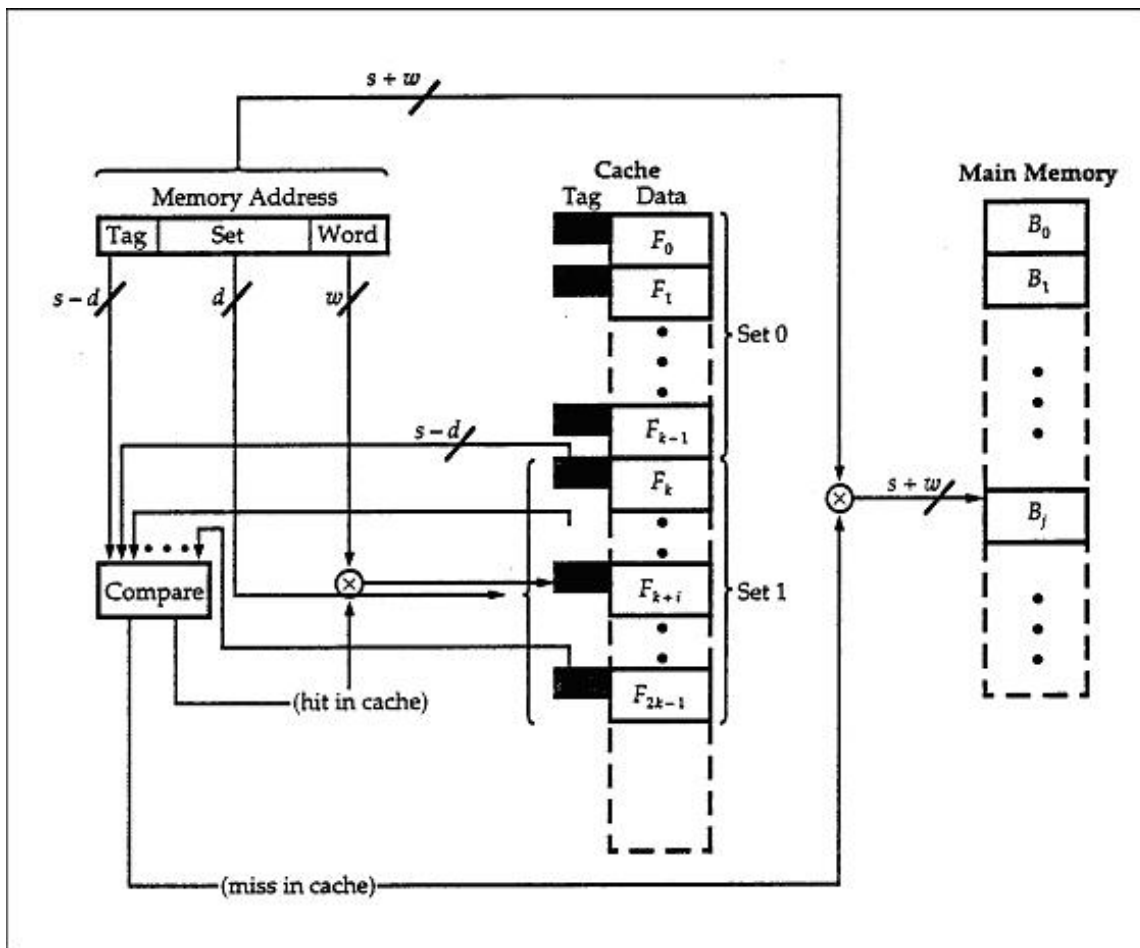 s + w
Cache
Main Memory
Memory Address
Tag Data
Tag Set Word
F₀
B₀
s − d
d
w
F₁
B₁
Set 0
s − d
Fₖ₋₁
Fₖ
s + w
Bⱼ
Compare
Fₖ₊ᵢ
Set 1
(hit in cache)
F₂ₖ₋₁
(miss in cache)